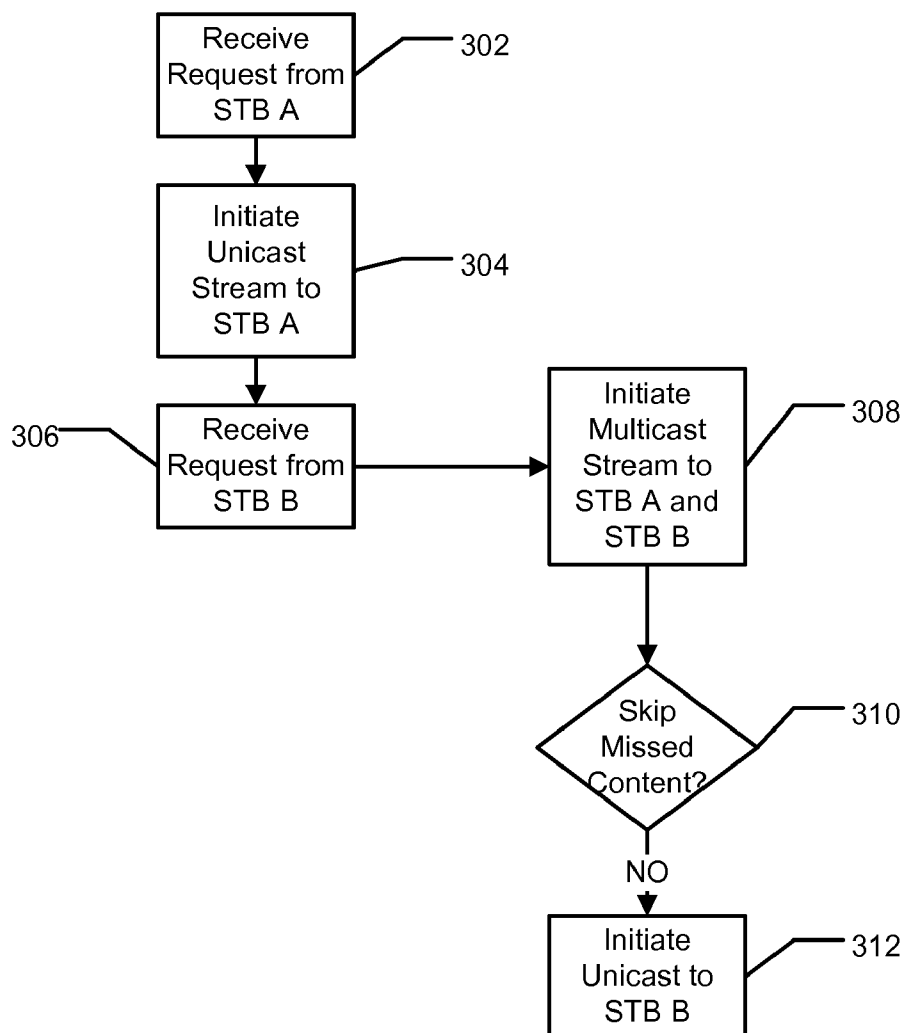 Receive
Request from
STB A
302
Initiate
Unicast
Stream to
STB A
304
Receive
Request from
STB B
306
Initiate
Multicast
Stream to
STB A and
STB B
308
Skip
Missed
Content?
310
NO
Initiate
Unicast to
STB B
312